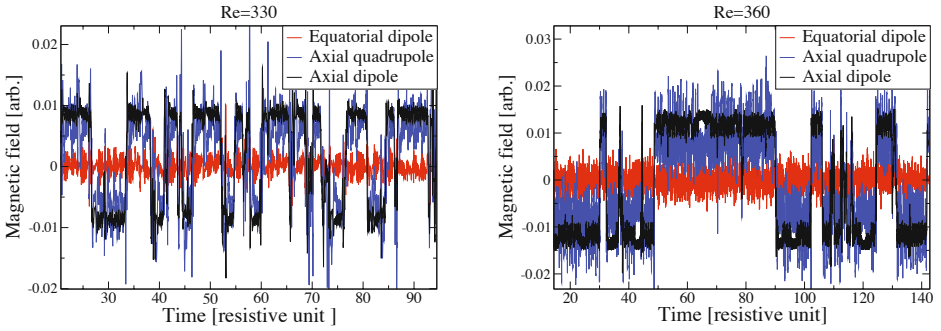 Re=330
Magnetic field [arb.]
0.02
0.01
0
-0.01
-0.02
Equatorial dipole
Axial quadrupole
Axial dipole
30 40 50 60 70 80 90
Time [resistive unit ]
Re=360
Magnetic field [arb.]
0.03
0.02
0.01
0
-0.01
-0.02
Equatorial dipole
Axial quadrupole
Axial dipole
20 40 60 80 100 120 140
Time [resistive unit]